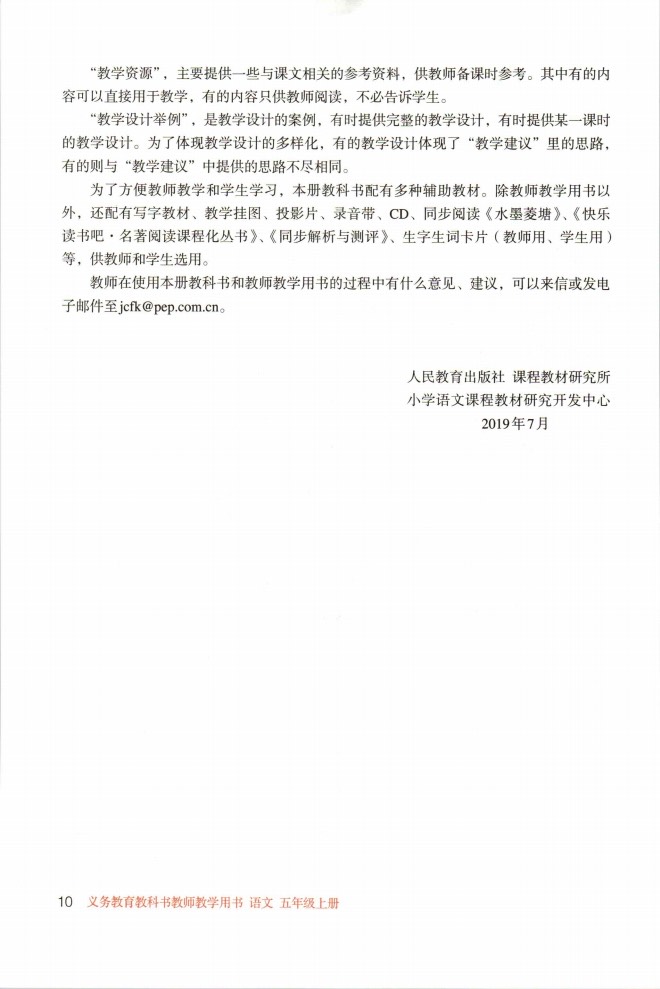 “教学资源”，主要提供一些与课文相关的参考资料，供教师备课时参考。其中有的内
容可以直接用于教学，有的内容只供教师阅读，不必告诉学生。
“教学设计举例”，是教学设计的案例，有时提供完整的教学设计，有时提供某一课时
的教学设计。为了体现教学设计的多样化，有的教学设计体现了“教学建议”里的思路，
有的则与“教学建议”中提供的思路不尽相同。
为了方便教师教学和学生学习，本册教科书配有多种辅助教材。除教师教学用书以
外，还配有写字教材、教学挂图、投影片、录音带、CD、同步阅读《水墨菱塘》、《快乐
读书吧·名著阅读课程化丛书》、《同步解析与测评》、生字生词卡片（教师用、学生用）
等，供教师和学生选用。
教师在使用本册教科书和教师教学用书的过程中有什么意见、建议，可以来信或发电
子邮件至jcfk@pep.com.cn。
人民教育出版社 课程教材研究所
小学语文课程教材研究开发中心
2019年7月
10 义务教育教科书教师教学用书 语文 五年级上册